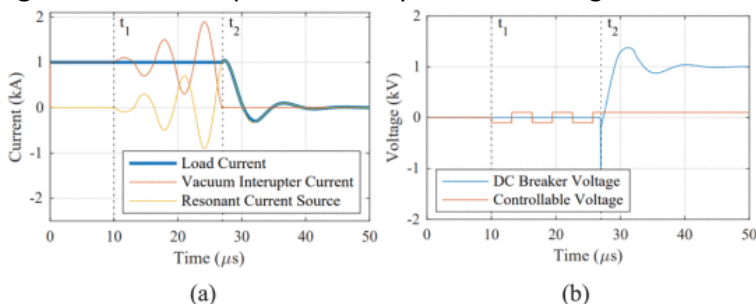 t1 t2
2
1
0
-1
-2
Current (kA)
Load Current
Vacuum Interupter Current
Resonant Current Source
0 10 20 30 40 50
Time (μs)
(a)
t1 t2
2
1
0
-1
-2
Voltage (kV)
DC Breaker Voltage
Controllable Voltage
0 10 20 30 40 50
Time (μs)
(b)